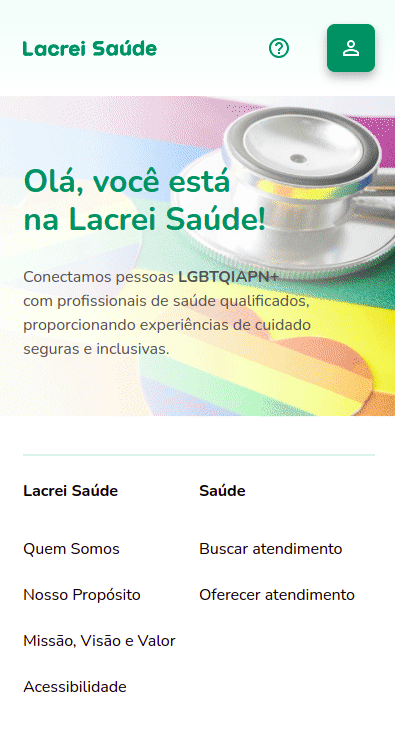 Lacrei Saúde
Olá, você está
na Lacrei Saúde!
Conectamos pessoas LGBTQIAPN+
com profissionais de saúde qualificados,
proporcionando experiências de cuidado
seguras e inclusivas.
Lacrei Saúde
Quem Somos
Nosso Propósito
Missão, Visão e Valor
Acessibilidade
Saúde
Buscar atendimento
Oferecer atendimento